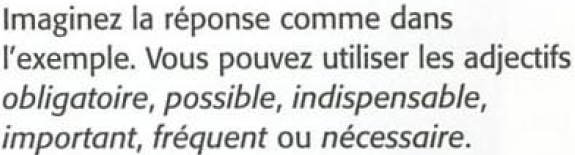 Imaginez la réponse comme dans
l'exemple. Vous pouvez utiliser les adjectifs
obligatoire, possible, indispensable,
important, fréquent ou nécessaire.